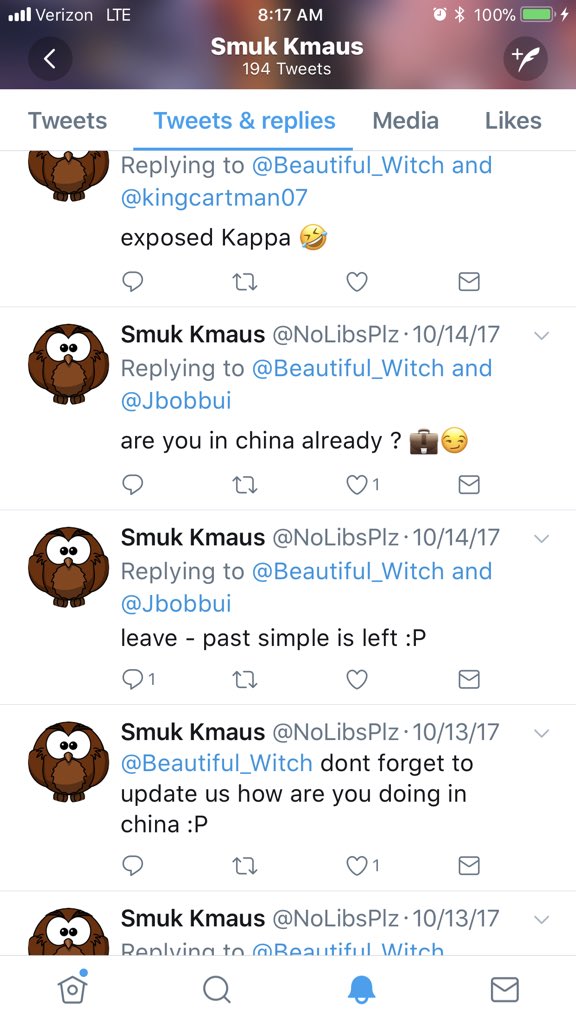 Verizon LTE 8:17 AM 100%
Smuk Kmaus
194 Tweets
Tweets Tweets & replies Media Likes
Replying to @Beautiful_Witch and
@kingcartman07
exposed Kappa 🤣
Smuk Kmaus @NoLibsPlz · 10/14/17
Replying to @Beautiful_Witch and
@Jbobbui
are you in china already ? 💼😏
1
Smuk Kmaus @NoLibsPlz · 10/14/17
Replying to @Beautiful_Witch and
@Jbobbui
leave - past simple is left :P
1
Smuk Kmaus @NoLibsPlz · 10/13/17
@Beautiful_Witch dont forget to
update us how are you doing in
china :P
1
Smuk Kmaus @NoLibsPlz · 10/13/17
Replying to @Beautiful_Witch